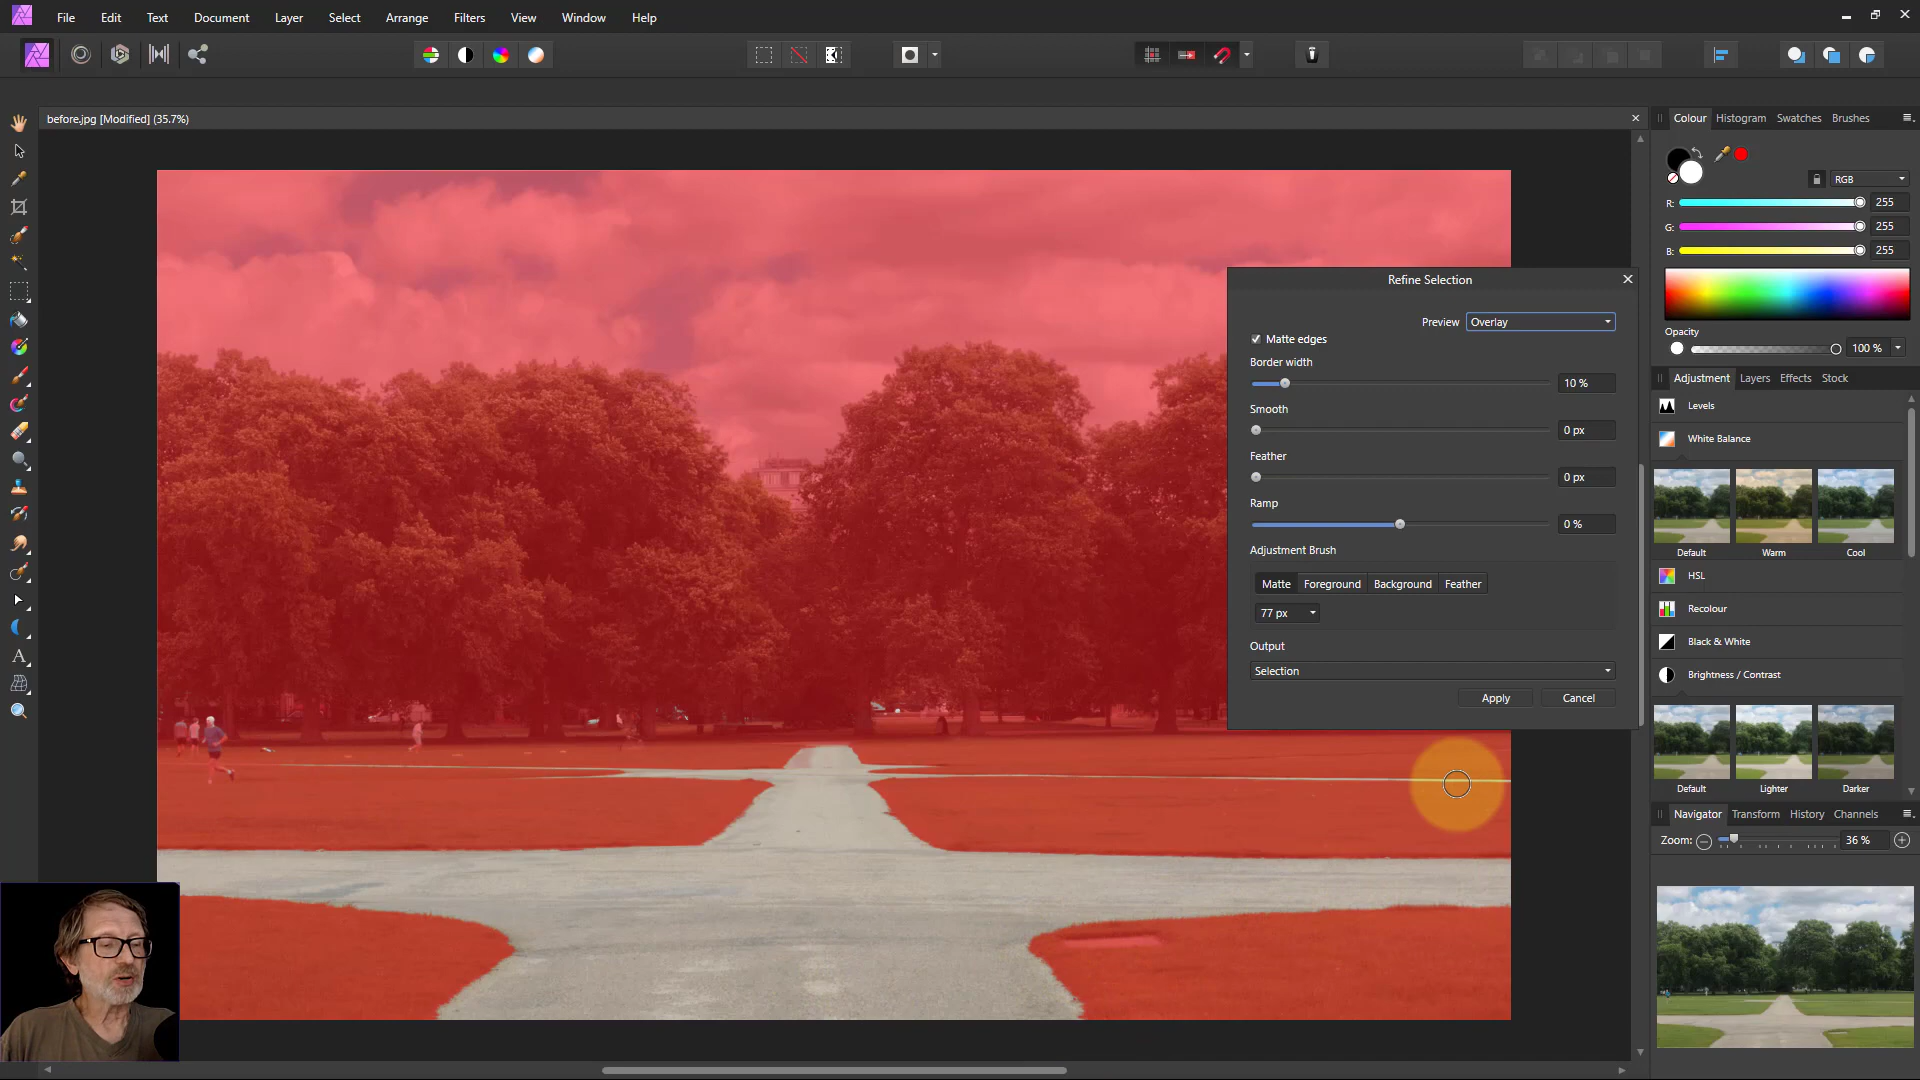 File Edit Text Document Layer Select Arrange Filters View Window Help
before.jpg [Modified] (35.7%)
Colour Histogram Swatches Brushes
RGB
R: 255
G: 255
B: 255
Opacity
100 %
Refine Selection
Preview Overlay
Matte edges
Border width
10 %
Smooth
0 px
Feather
0 px
Ramp
0 %
Adjustment Brush
Matte Foreground Background Feather
77 px
Output
Selection
Apply Cancel
Adjustment Layers Effects Stock
Levels
White Balance
Default Warm Cool
HSL
Recolour
Black & White
Brightness / Contrast
Default Lighter Darker
Navigator Transform History Channels
Zoom: 36 %